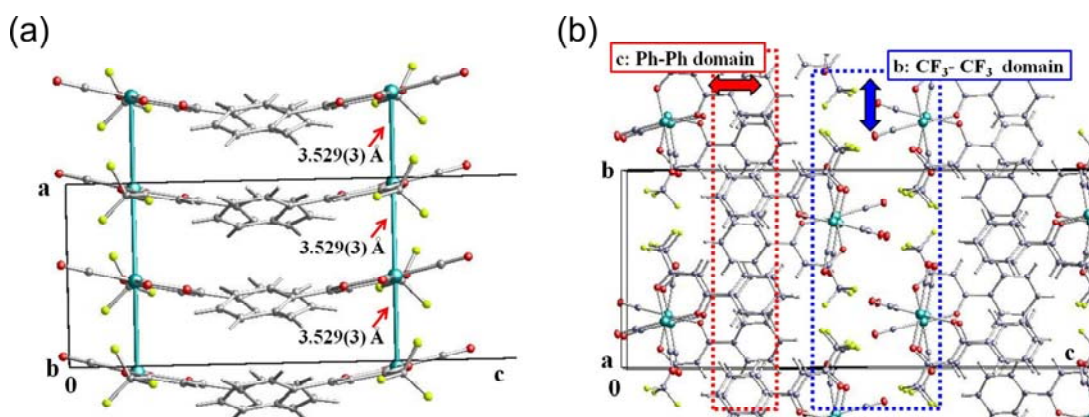 (a)
3.529(3) Å
a
3.529(3) Å
3.529(3) Å
b
0
c
(b)
c: Ph-Ph domain
b: CF₃- CF₃ domain
b
a
0
c